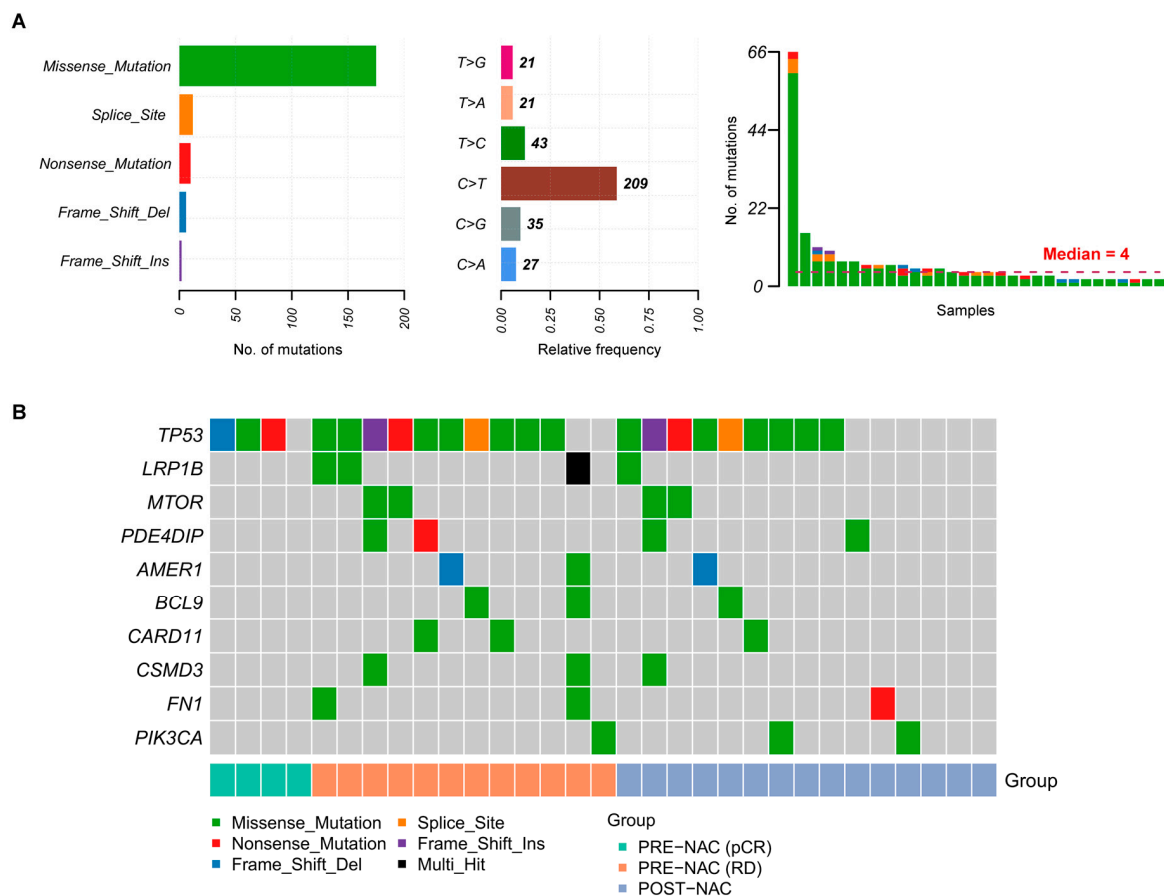 A
Missense_Mutation
Splice_Site
Nonsense_Mutation
Frame_Shift_Del
Frame_Shift_Ins
0
50
100
150
200
No. of mutations
T>G
21
T>A
21
T>C
43
C>T
209
C>G
35
C>A
27
0.00
0.25
0.50
0.75
1.00
Relative frequency
66
44
22
0
No. of mutations
Median = 4
Samples
B
TP53
LRP1B
MTOR
PDE4DIP
AMER1
BCL9
CARD11
CSMD3
FN1
PIK3CA
Group
Missense_Mutation
Nonsense_Mutation
Frame_Shift_Del
Splice_Site
Frame_Shift_Ins
Multi_Hit
Group
PRE−NAC (pCR)
PRE−NAC (RD)
POST−NAC